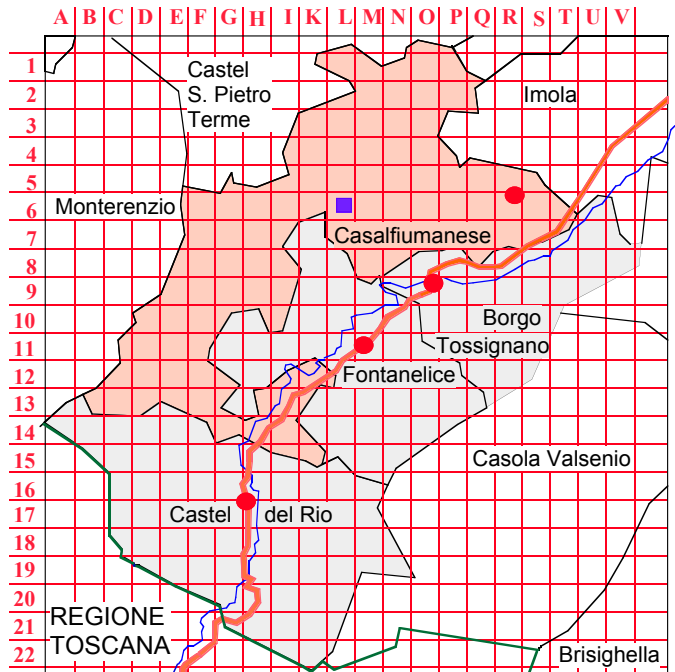 A B C D E F G H I K L M N O P Q R S T U V
1
2
3
4
5
6
7
8
9
10
11
12
13
14
15
16
17
18
19
20
21
22
Castel
S. Pietro
Terme
Imola
Monterenzio
Casalfiumanese
Borgo
Tossignano
Fontanelice
Casola Valsenio
Castel del Rio
REGIONE
TOSCANA
Brisighella